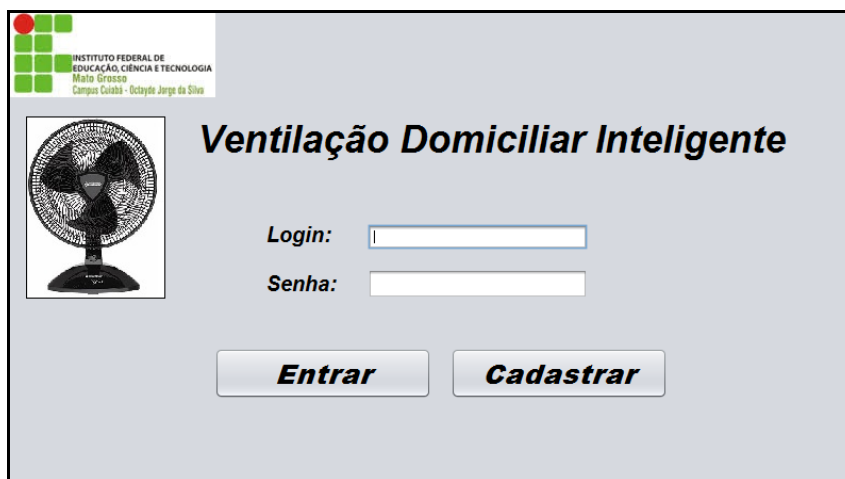 INSTITUTO FEDERAL DE
EDUCAÇÃO, CIÊNCIA E TECNOLOGIA
Mato Grosso
Campus Cuiabá - Octayde Jorge da Silva
Ventilação Domiciliar Inteligente
Login:
Senha:
Entrar
Cadastrar